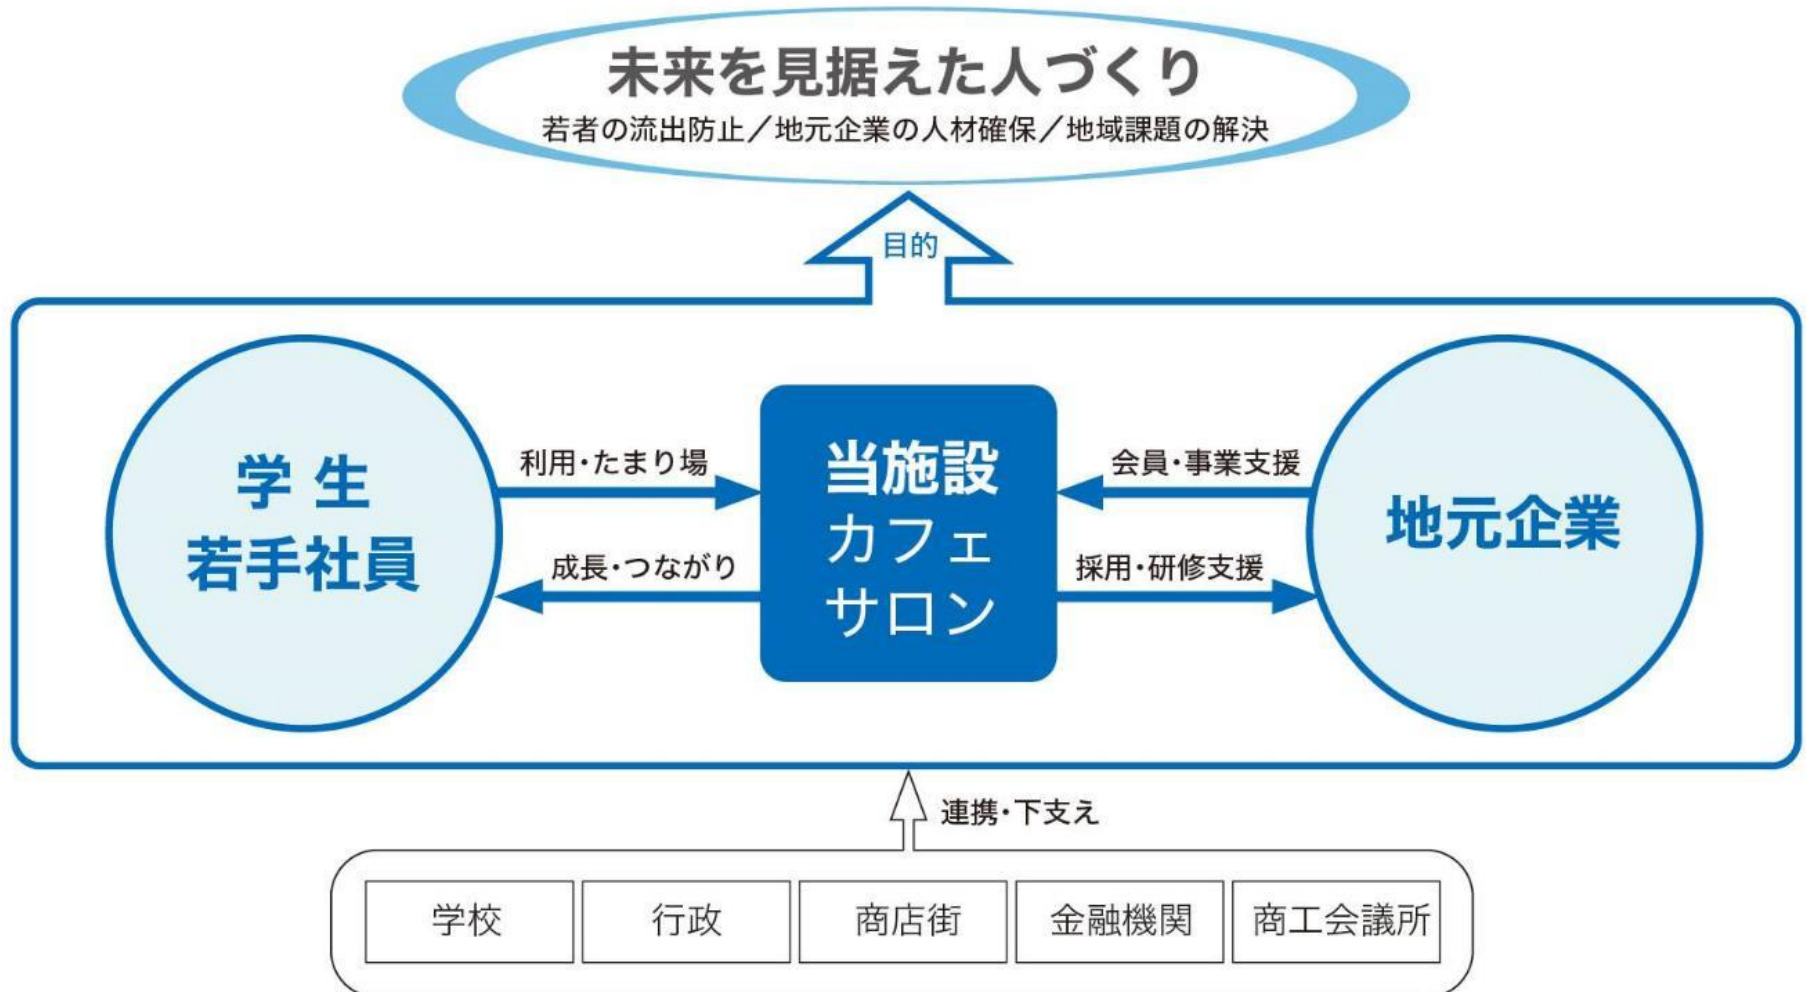 未来を見据えた人づくり
若者の流出防止／地元企業の人材確保／地域課題の解決
目的
学 生
若手社員
利用・たまり場
成長・つながり
当施設
カフェ
サロン
会員・事業支援
採用・研修支援
地元企業
連携・下支え
学校
行政
商店街
金融機関
商工会議所